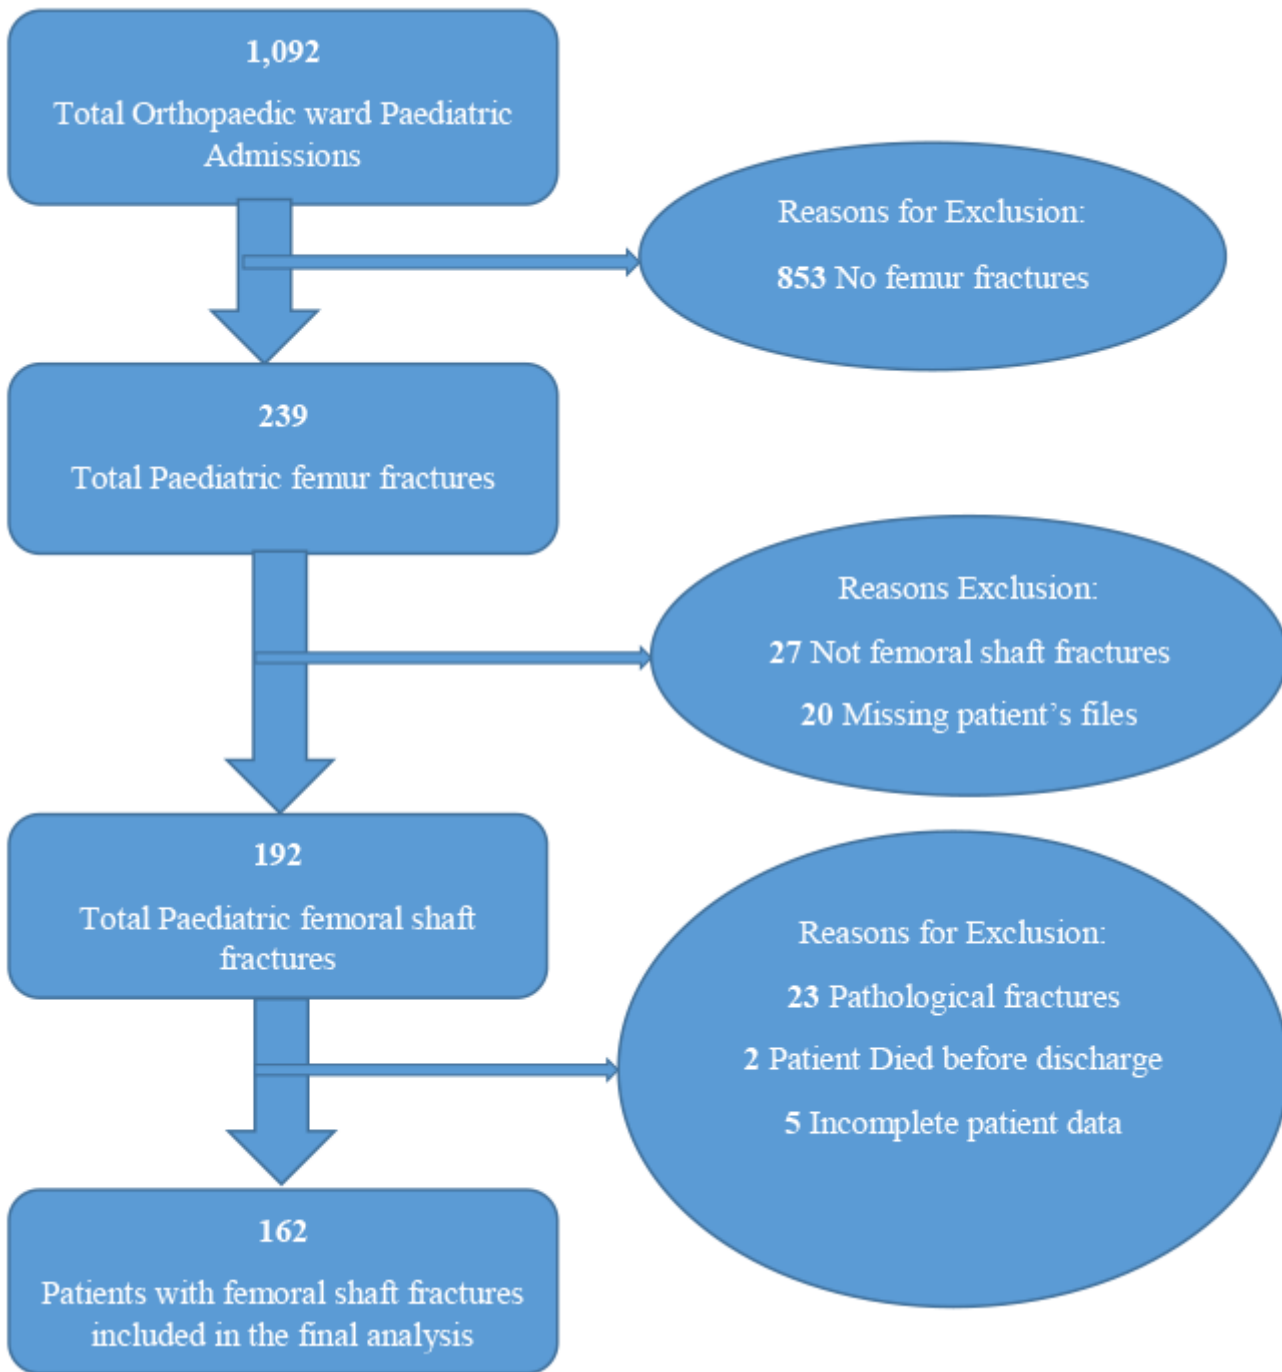 1,092
Total Orthopaedic ward Paediatric
Admissions
Reasons for Exclusion:
853 No femur fractures
239
Total Paediatric femur fractures
Reasons Exclusion:
27 Not femoral shaft fractures
20 Missing patient’s files
192
Total Paediatric femoral shaft
fractures
Reasons for Exclusion:
23 Pathological fractures
2 Patient Died before discharge
5 Incomplete patient data
162
Patients with femoral shaft fractures
included in the final analysis